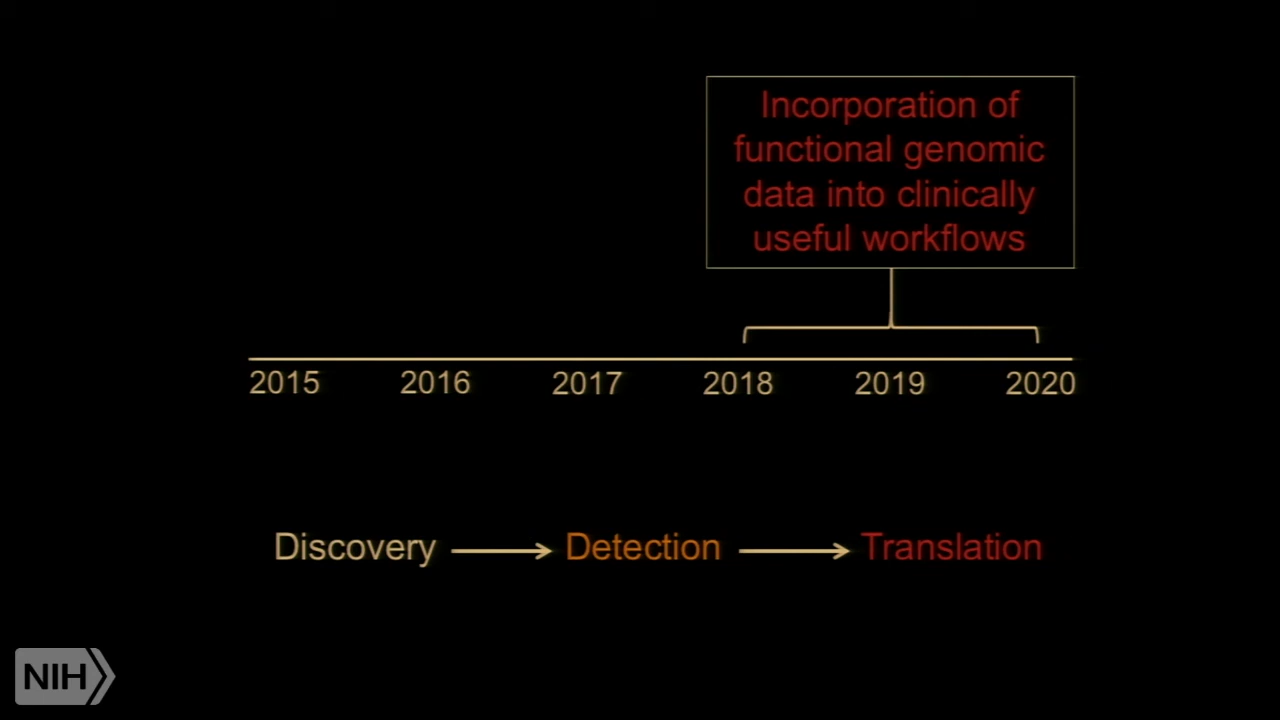 Incorporation of
functional genomic
data into clinically
useful workflows
2015 2016 2017 2018 2019 2020
Discovery Detection Translation
NIH